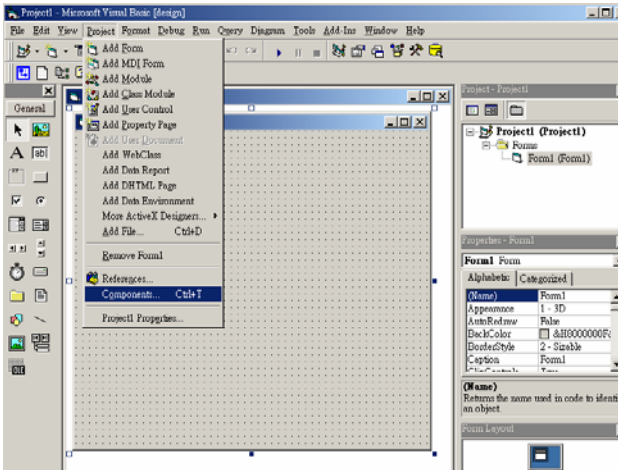 Project1 - Microsoft Visual Basic [design]
File Edit View Project Format Debug Run Query Diagram Tools Add-Ins Window Help
Add Form
Add MDI Form
Add Module
Add Class Module
Add User Control
Add Property Page
Add User Document
Add WebClass
Add Data Report
Add DHTML Page
Add Data Environment
More ActiveX Designers...
Add File... Ctrl+D
Remove Form1
References...
Components... Ctrl+T
Project1 Properties...
General
A ab
OLE
Project - Project1
Project1 (Project1)
Forms
Form1 (Form1)
Properties - Form1
Form1 Form
Alphabetic Categorized
(Name) Form1
Appearance 1 - 3D
AutoRedraw False
BackColor &H8000000F&
BorderStyle 2 - Sizable
Caption Form1
ClipControls True
(Name)
Returns the name used in code to identi
an object.
Form Layout